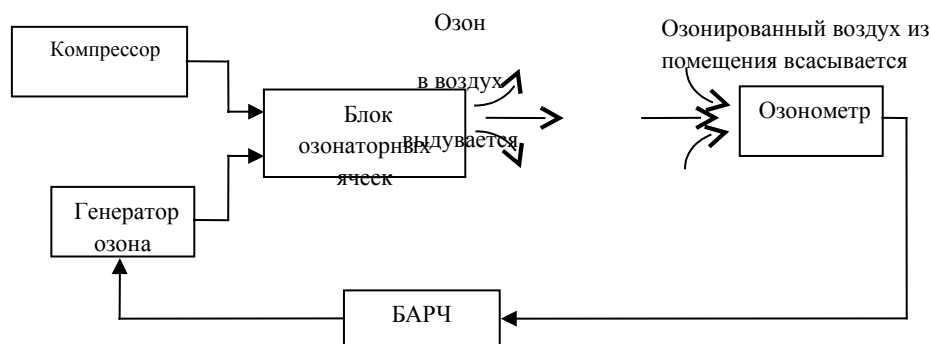 Компрессор
Озон
в воздух
выдувается
Озонированный воздух из
помещения всасывается
Блок
озонаторных
ячеек
Озонометр
Генератор
озона
БАРЧ